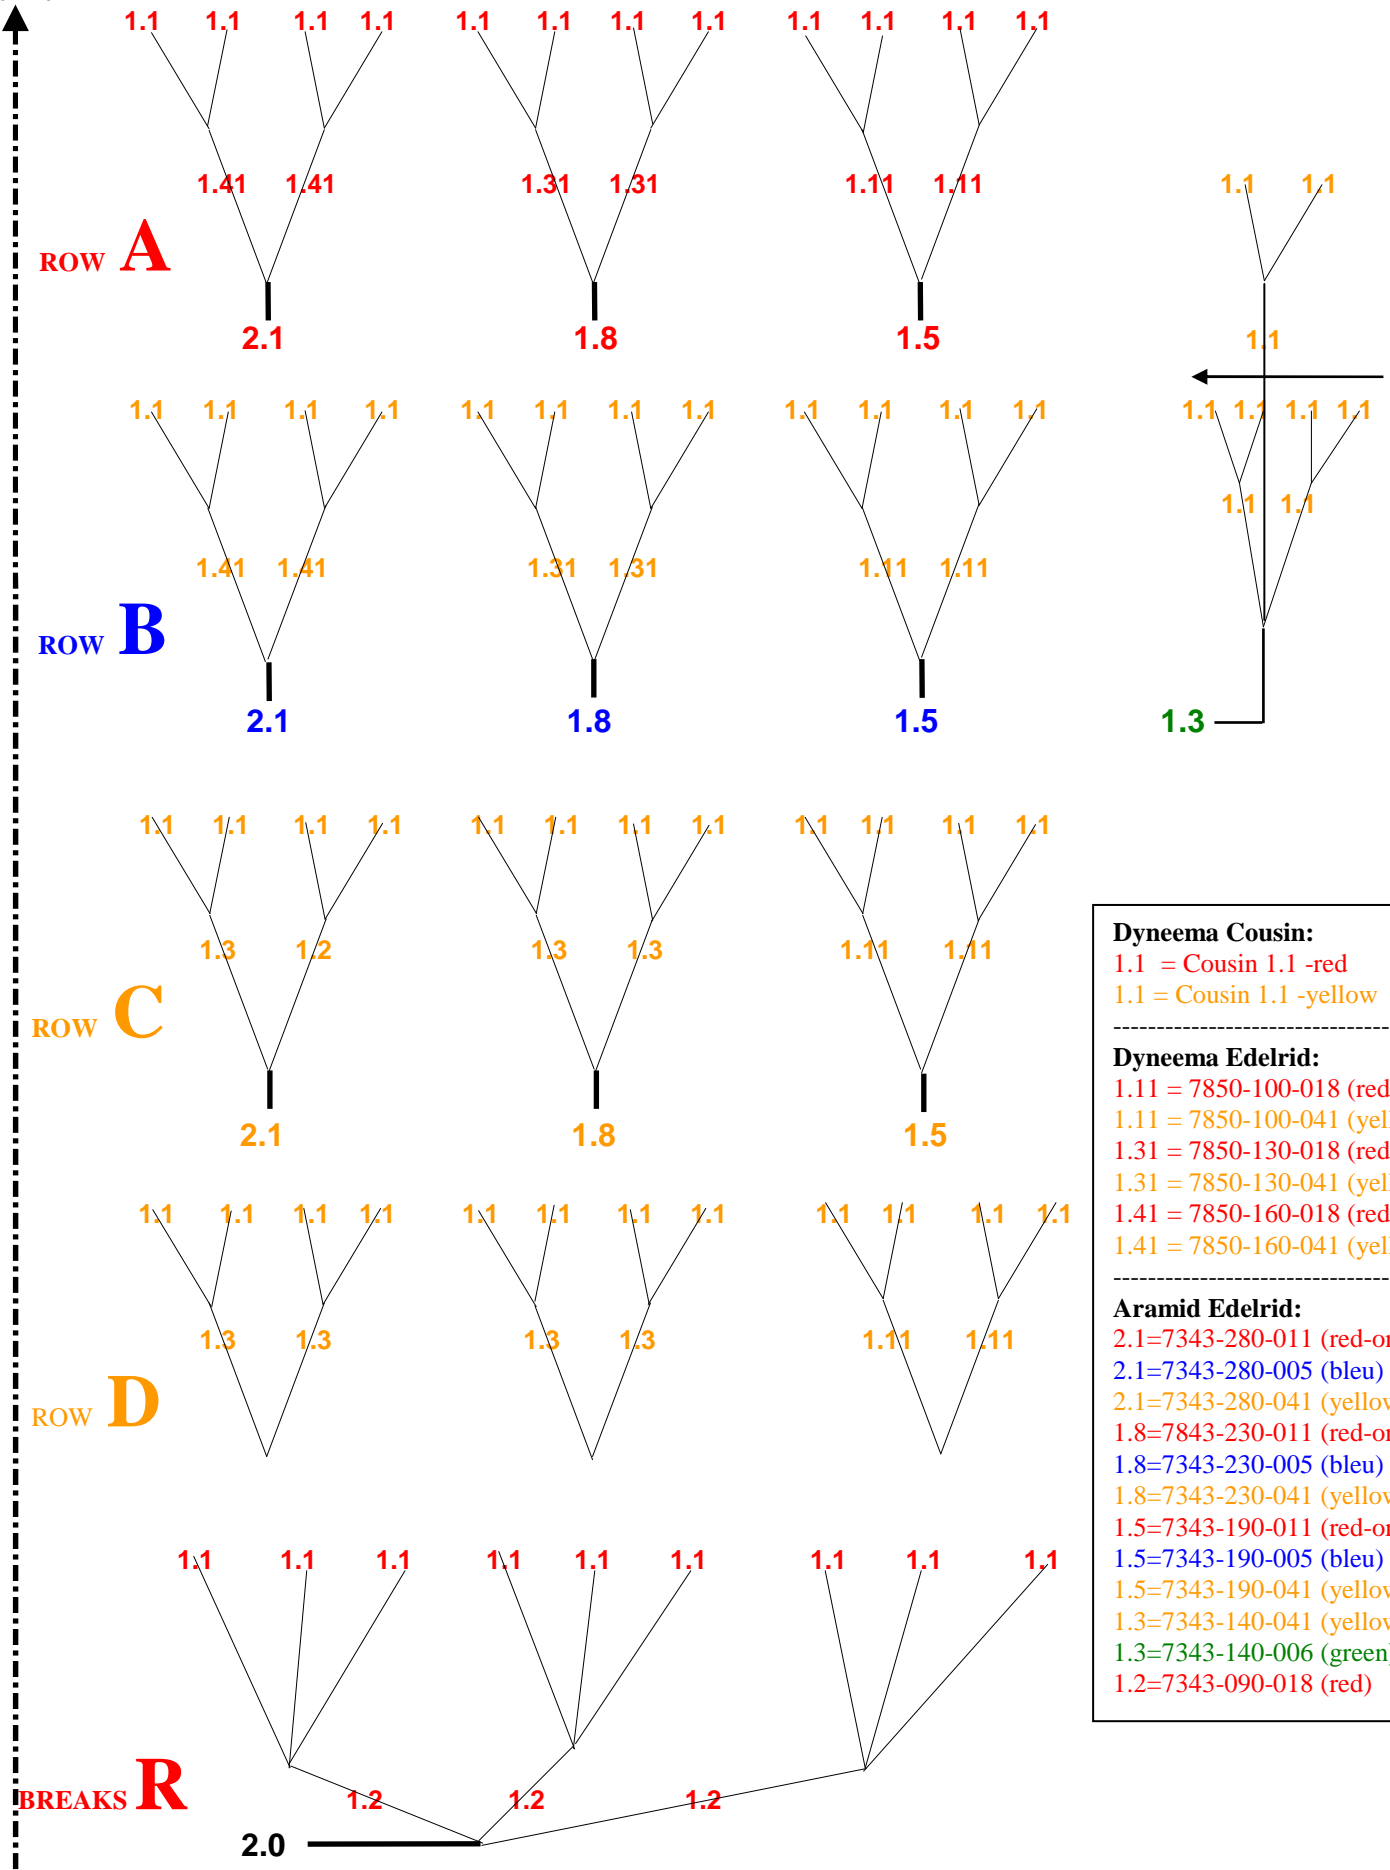 1.1 1.1 1.1 1.1 1.1 1.1 1.1 1.1 1.1 1.1 1.1 1.1
1.41 1.41 1.31 1.31 1.11 1.11 1.1 1.1
ROW A
2.1 1.8 1.5 1.1
1.1 1.1 1.1 1.1 1.1 1.1 1.1 1.1 1.1 1.1 1.1 1.1 1.1 1.1 1.1 1.1
1.1 1.1
1.41 1.41 1.31 1.31 1.11 1.11
ROW B
2.1 1.8 1.5 1.3
1.1 1.1 1.1 1.1 1.1 1.1 1.1 1.1 1.1 1.1 1.1 1.1
1.3 1.2 1.3 1.3 1.11 1.11
ROW C
2.1 1.8 1.5
1.1 1.1 1.1 1.1 1.1 1.1 1.1 1.1 1.1 1.1 1.1 1.1
1.3 1.3 1.3 1.3 1.11 1.11
ROW D
1.1 1.1 1.1 1.1 1.1 1.1 1.1 1.1 1.1
BREAKS R
1.2 1.2 1.2
2.0
Dyneema Cousin:
1.1 = Cousin 1.1 -red
1.1 = Cousin 1.1 -yellow
---------------------------------
Dyneema Edelrid:
1.11 = 7850-100-018 (red
1.11 = 7850-100-041 (yel
1.31 = 7850-130-018 (red
1.31 = 7850-130-041 (yel
1.41 = 7850-160-018 (red
1.41 = 7850-160-041 (yel
---------------------------------
Aramid Edelrid:
2.1=7343-280-011 (red-or
2.1=7343-280-005 (bleu)
2.1=7343-280-041 (yellow
1.8=7843-230-011 (red-or
1.8=7343-230-005 (bleu)
1.8=7343-230-041 (yellow
1.5=7343-190-011 (red-or
1.5=7343-190-005 (bleu)
1.5=7343-190-041 (yellow
1.3=7343-140-041 (yellow
1.3=7343-140-006 (green)
1.2=7343-090-018 (red)